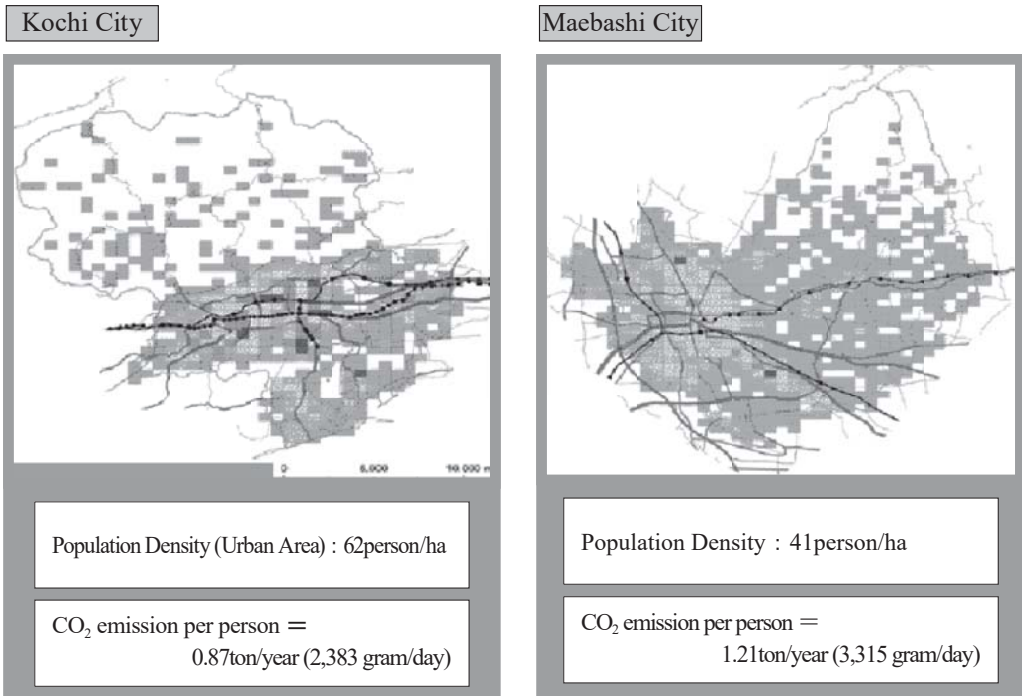 Kochi City
Maebashi City
0 5,000 10,000 m
Population Density (Urban Area) : 62person/ha
CO₂ emission per person =
0.87ton/year (2,383 gram/day)
Population Density : 41person/ha
CO₂ emission per person =
1.21ton/year (3,315 gram/day)